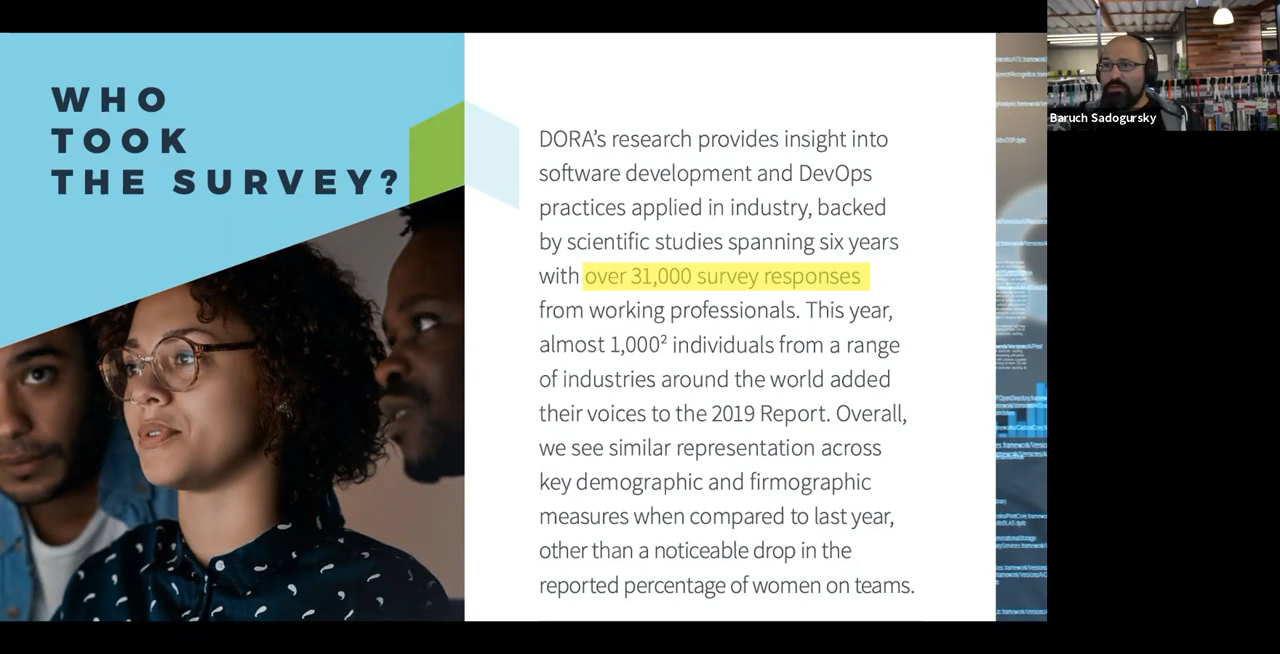 WHO
TOOK
THE SURVEY?
DORA’s research provides insight into
software development and DevOps
practices applied in industry, backed
by scientific studies spanning six years
with over 31,000 survey responses
from working professionals. This year,
almost 1,000² individuals from a range
of industries around the world added
their voices to the 2019 Report. Overall,
we see similar representation across
key demographic and firmographic
measures when compared to last year,
other than a noticeable drop in the
reported percentage of women on teams.
Baruch Sadogursky